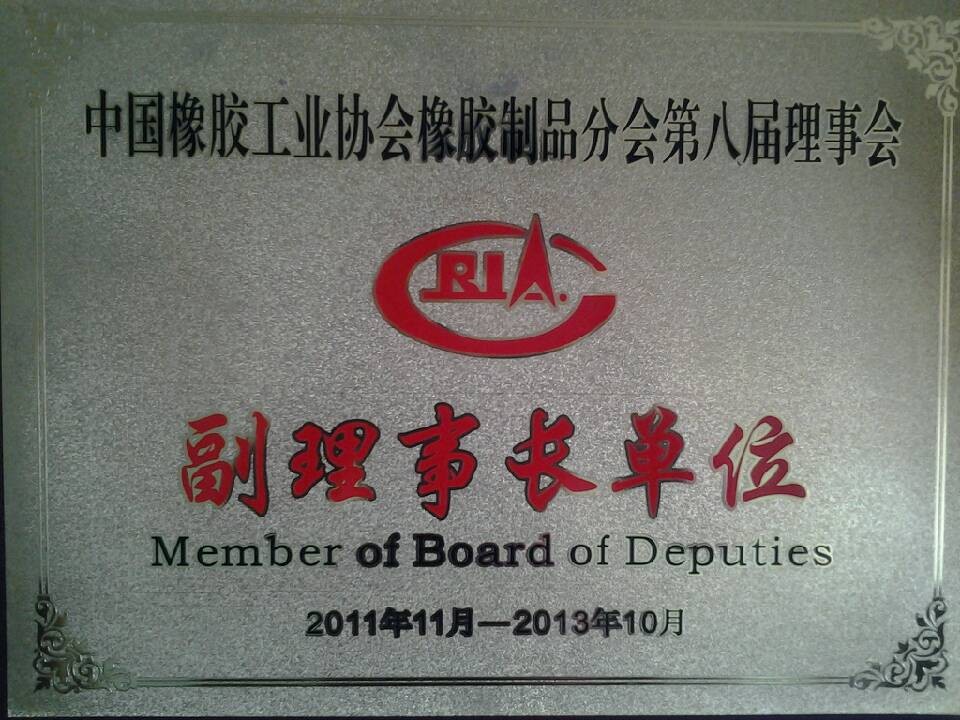 中国橡胶工业协会橡胶制品分会第八届理事会
CRIA
副理事长单位
Member of Board of Deputies
2011年11月—2013年10月